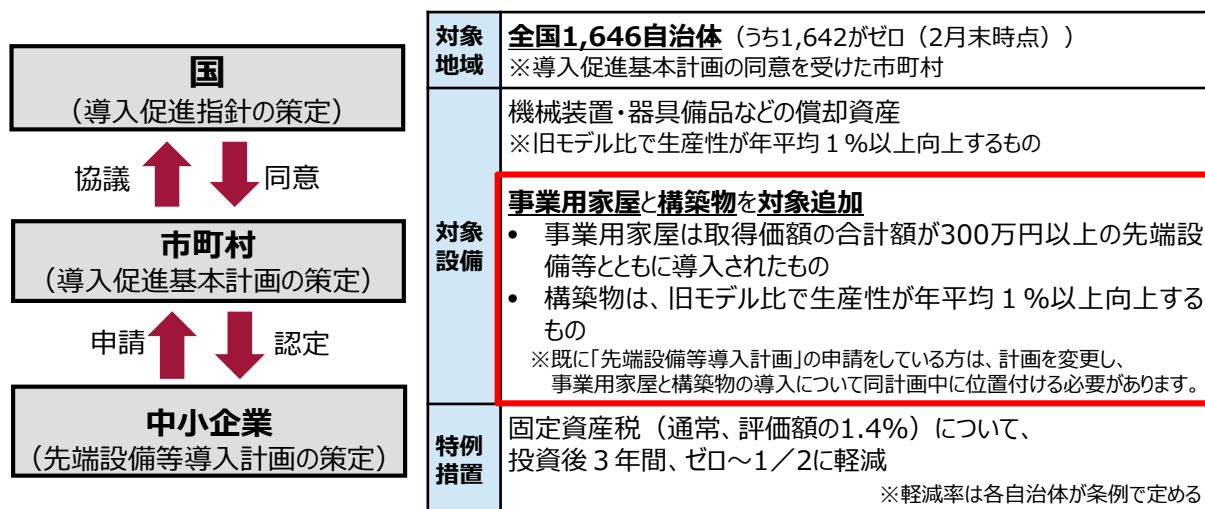 国
（導入促進指針の策定）
協議
同意
市町村
（導入促進基本計画の策定）
申請
認定
中小企業
（先端設備等導入計画の策定）
対象
地域
全国1,646自治体（うち1,642がゼロ（2月末時点））
※導入促進基本計画の同意を受けた市町村
対象
設備
機械装置・器具備品などの償却資産
※旧モデル比で生産性が年平均１％以上向上するもの
事業用家屋と構築物を対象追加
• 事業用家屋は取得価額の合計額が300万円以上の先端設
備等とともに導入されたもの
• 構築物は、旧モデル比で生産性が年平均１％以上向上する
もの
※既に「先端設備等導入計画」の申請をしている方は、計画を変更し、
事業用家屋と構築物の導入について同計画中に位置付ける必要があります。
特例
措置
固定資産税（通常、評価額の1.4%）について、
投資後３年間、ゼロ～1／2に軽減
※軽減率は各自治体が条例で定める